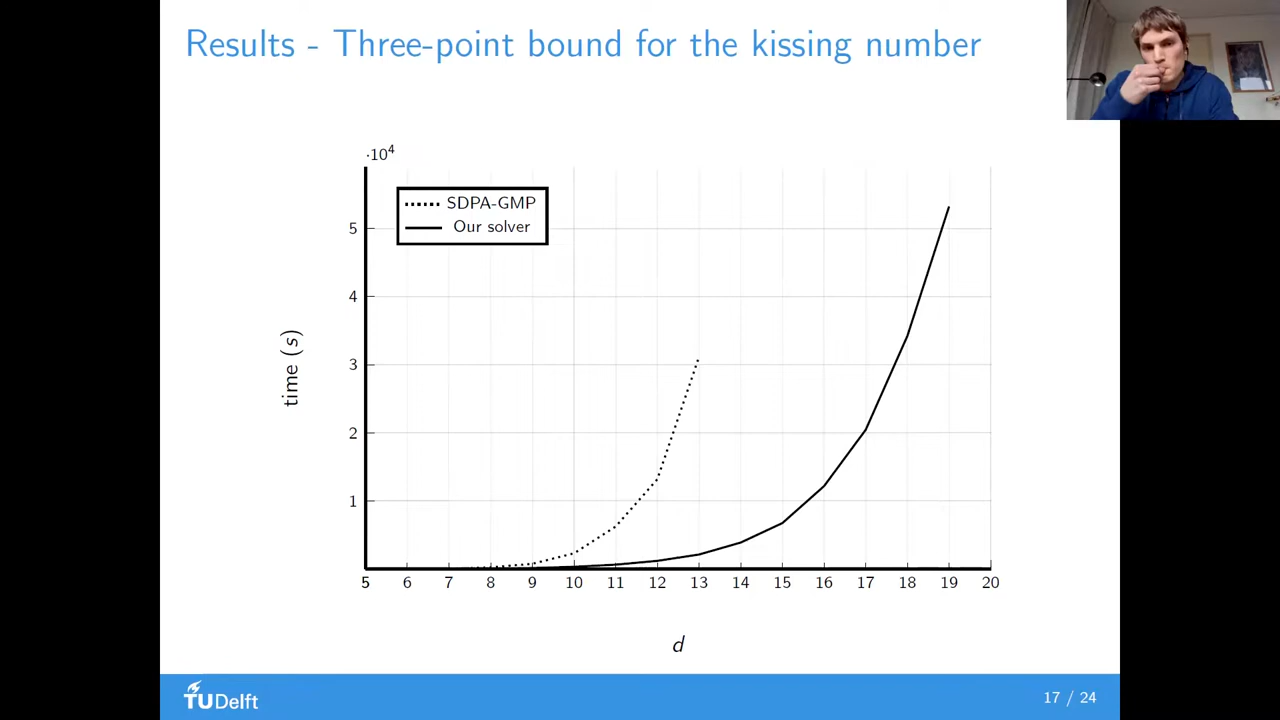 Results - Three-point bound for the kissing number
·10⁴
SDPA-GMP
Our solver
5
4
3
2
1
time (s)
5 6 7 8 9 10 11 12 13 14 15 16 17 18 19 20
d
TUDelft
17 / 24